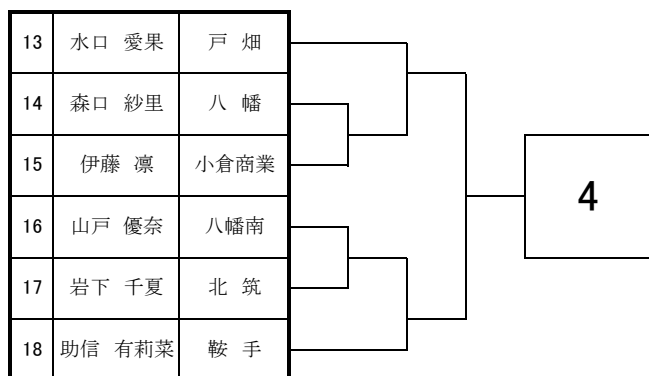 13 水口 愛果 戸 畑
14 森口 紗里 八 幡
15 伊藤 凛 小倉商業
16 山戸 優奈 八幡南
17 岩下 千夏 北 筑
18 助信 有莉菜 鞍 手
4